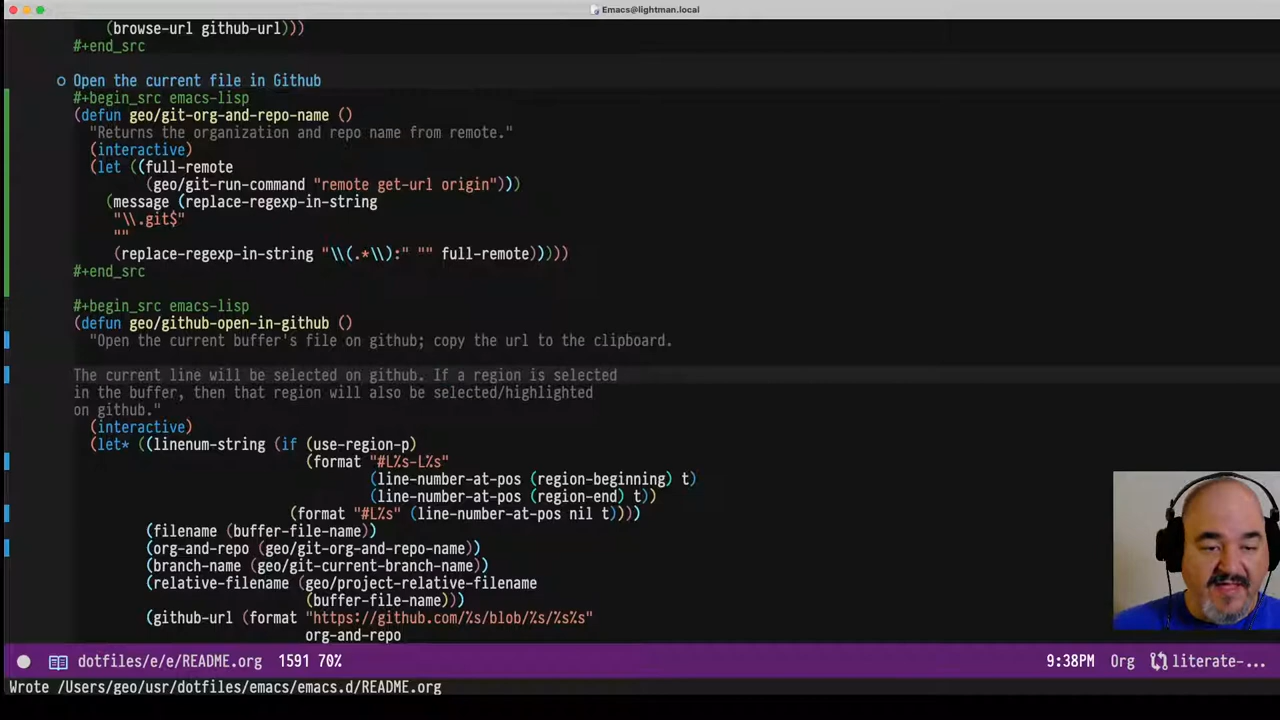 Emacs@lightman.local
(browse-url github-url)))
#+end_src
Open the current file in Github
#+begin_src emacs-lisp
(defun geo/git-org-and-repo-name ()
"Returns the organization and repo name from remote."
(interactive)
(let ((full-remote
(geo/git-run-command "remote get-url origin")))
(message (replace-regexp-in-string
"\\.git$"
""
(replace-regexp-in-string "\\(.*\\):" "" full-remote)))))
#+end_src
#+begin_src emacs-lisp
(defun geo/github-open-in-github ()
"Open the current buffer's file on github; copy the url to the clipboard.
The current line will be selected on github. If a region is selected
in the buffer, then that region will also be selected/highlighted
on github."
(interactive)
(let* ((linenum-string (if (use-region-p)
(format "#L%s-L%s"
(line-number-at-pos (region-beginning) t)
(line-number-at-pos (region-end) t))
(format "#L%s" (line-number-at-pos nil t))))
(filename (buffer-file-name))
(org-and-repo (geo/git-org-and-repo-name))
(branch-name (geo/git-current-branch-name))
(relative-filename (geo/project-relative-filename
(buffer-file-name)))
(github-url (format "https://github.com/%s/blob/%s/%s%s"
org-and-repo
dotfiles/e/e/README.org 1591 70% 9:38PM Org literate-...
Wrote /Users/geo/usr/dotfiles/emacs/emacs.d/README.org